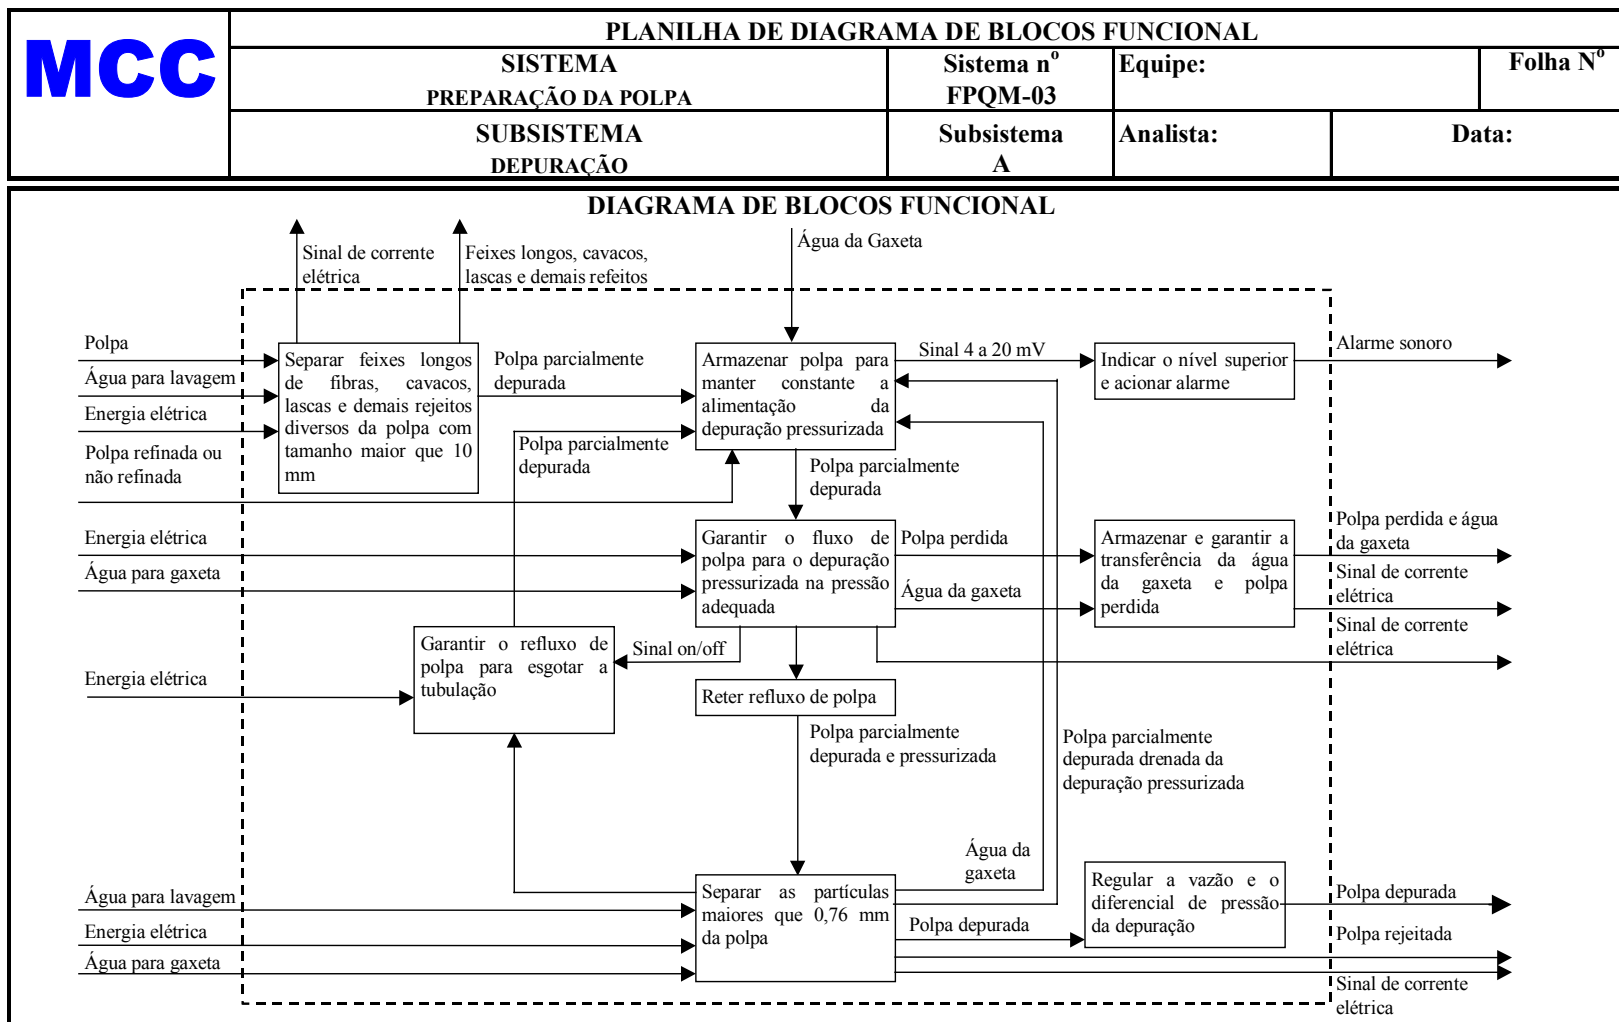 MCC
PLANILHA DE DIAGRAMA DE BLOCOS FUNCIONAL
SISTEMA
PREPARAÇÃO DA POLPA
Sistema nº
FPQM-03
Equipe:
Folha Nº
SUBSISTEMA
DEPURAÇÃO
Subsistema
A
Analista:
Data:
DIAGRAMA DE BLOCOS FUNCIONAL
Sinal de corrente
elétrica
Feixes longos, cavacos,
lascas e demais refeitos
Água da Gaxeta
Polpa
Água para lavagem
Energia elétrica
Polpa refinada ou
não refinada
Separar feixes longos
de fibras, cavacos,
lascas e demais rejeitos
diversos da polpa com
tamanho maior que 10
mm
Polpa parcialmente
depurada
Polpa parcialmente
depurada
Armazenar polpa para
manter constante a
alimentação da
depuração pressurizada
Sinal 4 a 20 mV
Indicar o nível superior
e acionar alarme
Alarme sonoro
Polpa parcialmente
depurada
Energia elétrica
Água para gaxeta
Garantir o fluxo de
polpa para o depuração
pressurizada na pressão
adequada
Polpa perdida
Água da gaxeta
Armazenar e garantir a
transferência da água
da gaxeta e polpa
perdida
Polpa perdida e água
da gaxeta
Sinal de corrente
elétrica
Sinal de corrente
elétrica
Energia elétrica
Garantir o refluxo de
polpa para esgotar a
tubulação
Sinal on/off
Reter refluxo de polpa
Polpa parcialmente
depurada e pressurizada
Polpa parcialmente
depurada drenada da
depuração pressurizada
Água da
gaxeta
Água para lavagem
Energia elétrica
Água para gaxeta
Separar as partículas
maiores que 0,76 mm
da polpa
Polpa depurada
Regular a vazão e o
diferencial de pressão
da depuração
Polpa depurada
Polpa rejeitada
Sinal de corrente
elétrica